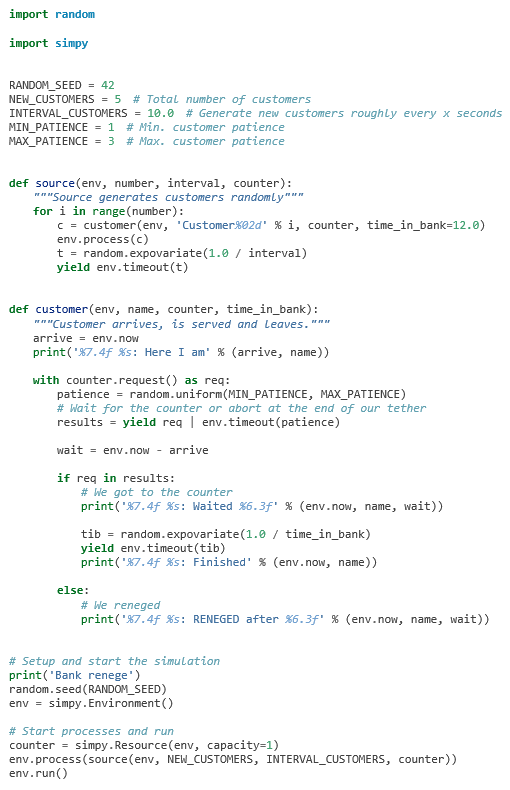 import random

import simpy


RANDOM_SEED = 42
NEW_CUSTOMERS = 5  # Total number of customers
INTERVAL_CUSTOMERS = 10.0  # Generate new customers roughly every x seconds
MIN_PATIENCE = 1  # Min. customer patience
MAX_PATIENCE = 3  # Max. customer patience


def source(env, number, interval, counter):
    """Source generates customers randomly"""
    for i in range(number):
        c = customer(env, 'Customer%02d' % i, counter, time_in_bank=12.0)
        env.process(c)
        t = random.expovariate(1.0 / interval)
        yield env.timeout(t)


def customer(env, name, counter, time_in_bank):
    """Customer arrives, is served and leaves."""
    arrive = env.now
    print('%7.4f %s: Here I am' % (arrive, name))

    with counter.request() as req:
        patience = random.uniform(MIN_PATIENCE, MAX_PATIENCE)
        # Wait for the counter or abort at the end of our tether
        results = yield req | env.timeout(patience)

        wait = env.now - arrive

        if req in results:
            # We got to the counter
            print('%7.4f %s: Waited %6.3f' % (env.now, name, wait))

            tib = random.expovariate(1.0 / time_in_bank)
            yield env.timeout(tib)
            print('%7.4f %s: Finished' % (env.now, name))

        else:
            # We reneged
            print('%7.4f %s: RENEGED after %6.3f' % (env.now, name, wait))


# Setup and start the simulation
print('Bank renege')
random.seed(RANDOM_SEED)
env = simpy.Environment()

# Start processes and run
counter = simpy.Resource(env, capacity=1)
env.process(source(env, NEW_CUSTOMERS, INTERVAL_CUSTOMERS, counter))
env.run()